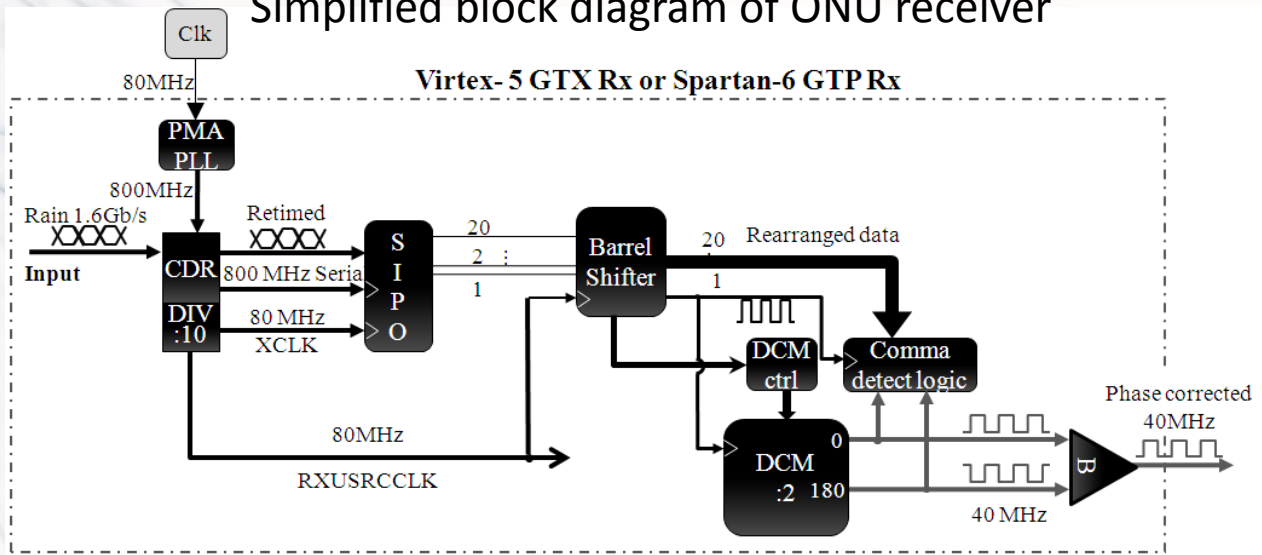 Simplified block diagram of ONU receiver
Clk
80MHz
Virtex- 5 GTX Rx or Spartan-6 GTP Rx
PMA
PLL
800MHz
Rain 1.6Gb/s
Input
Retimed
CDR
800 MHz Seria
DIV
:10
80 MHz
XCLK
S
I
P
O
20
2 ⋮
1
Barrel
Shifter
20
1
Rearranged data
DCM
ctrl
Comma
detect logic
80MHz
RXUSRCCLK
DCM
:2
0
180
40 MHz
B
Phase corrected
40MHz